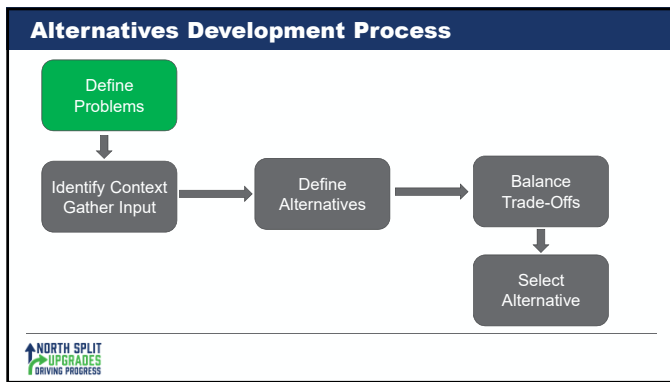 Alternatives Development Process
Define
Problems
Identify Context
Gather Input
Define
Alternatives
Balance
Trade-Offs
Select
Alternative
NORTH SPLIT
UPGRADES
DRIVING PROGRESS